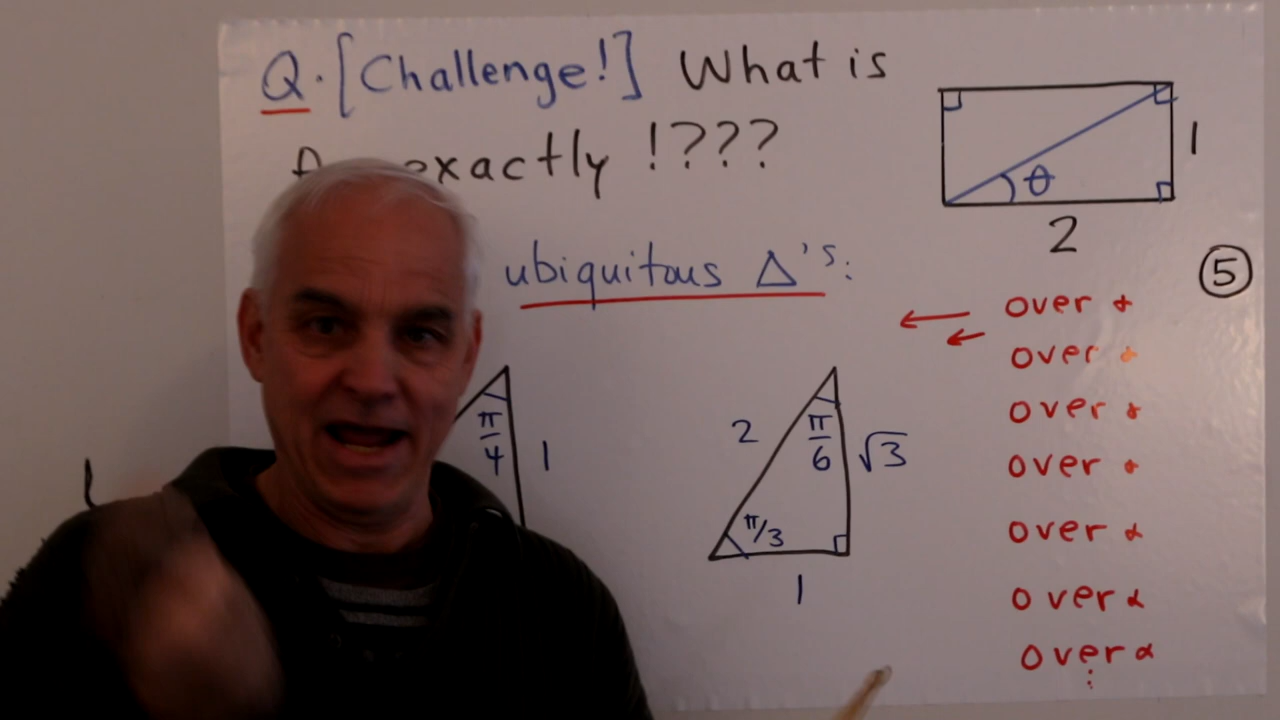 Q. [Challenge!] What is
exactly !???
1
θ
2
ubiquitous Δ's:
5
over &
over &
over &
over &
over &
over &
over &
⋮
π/4
1
2
π/6
√3
π/3
1